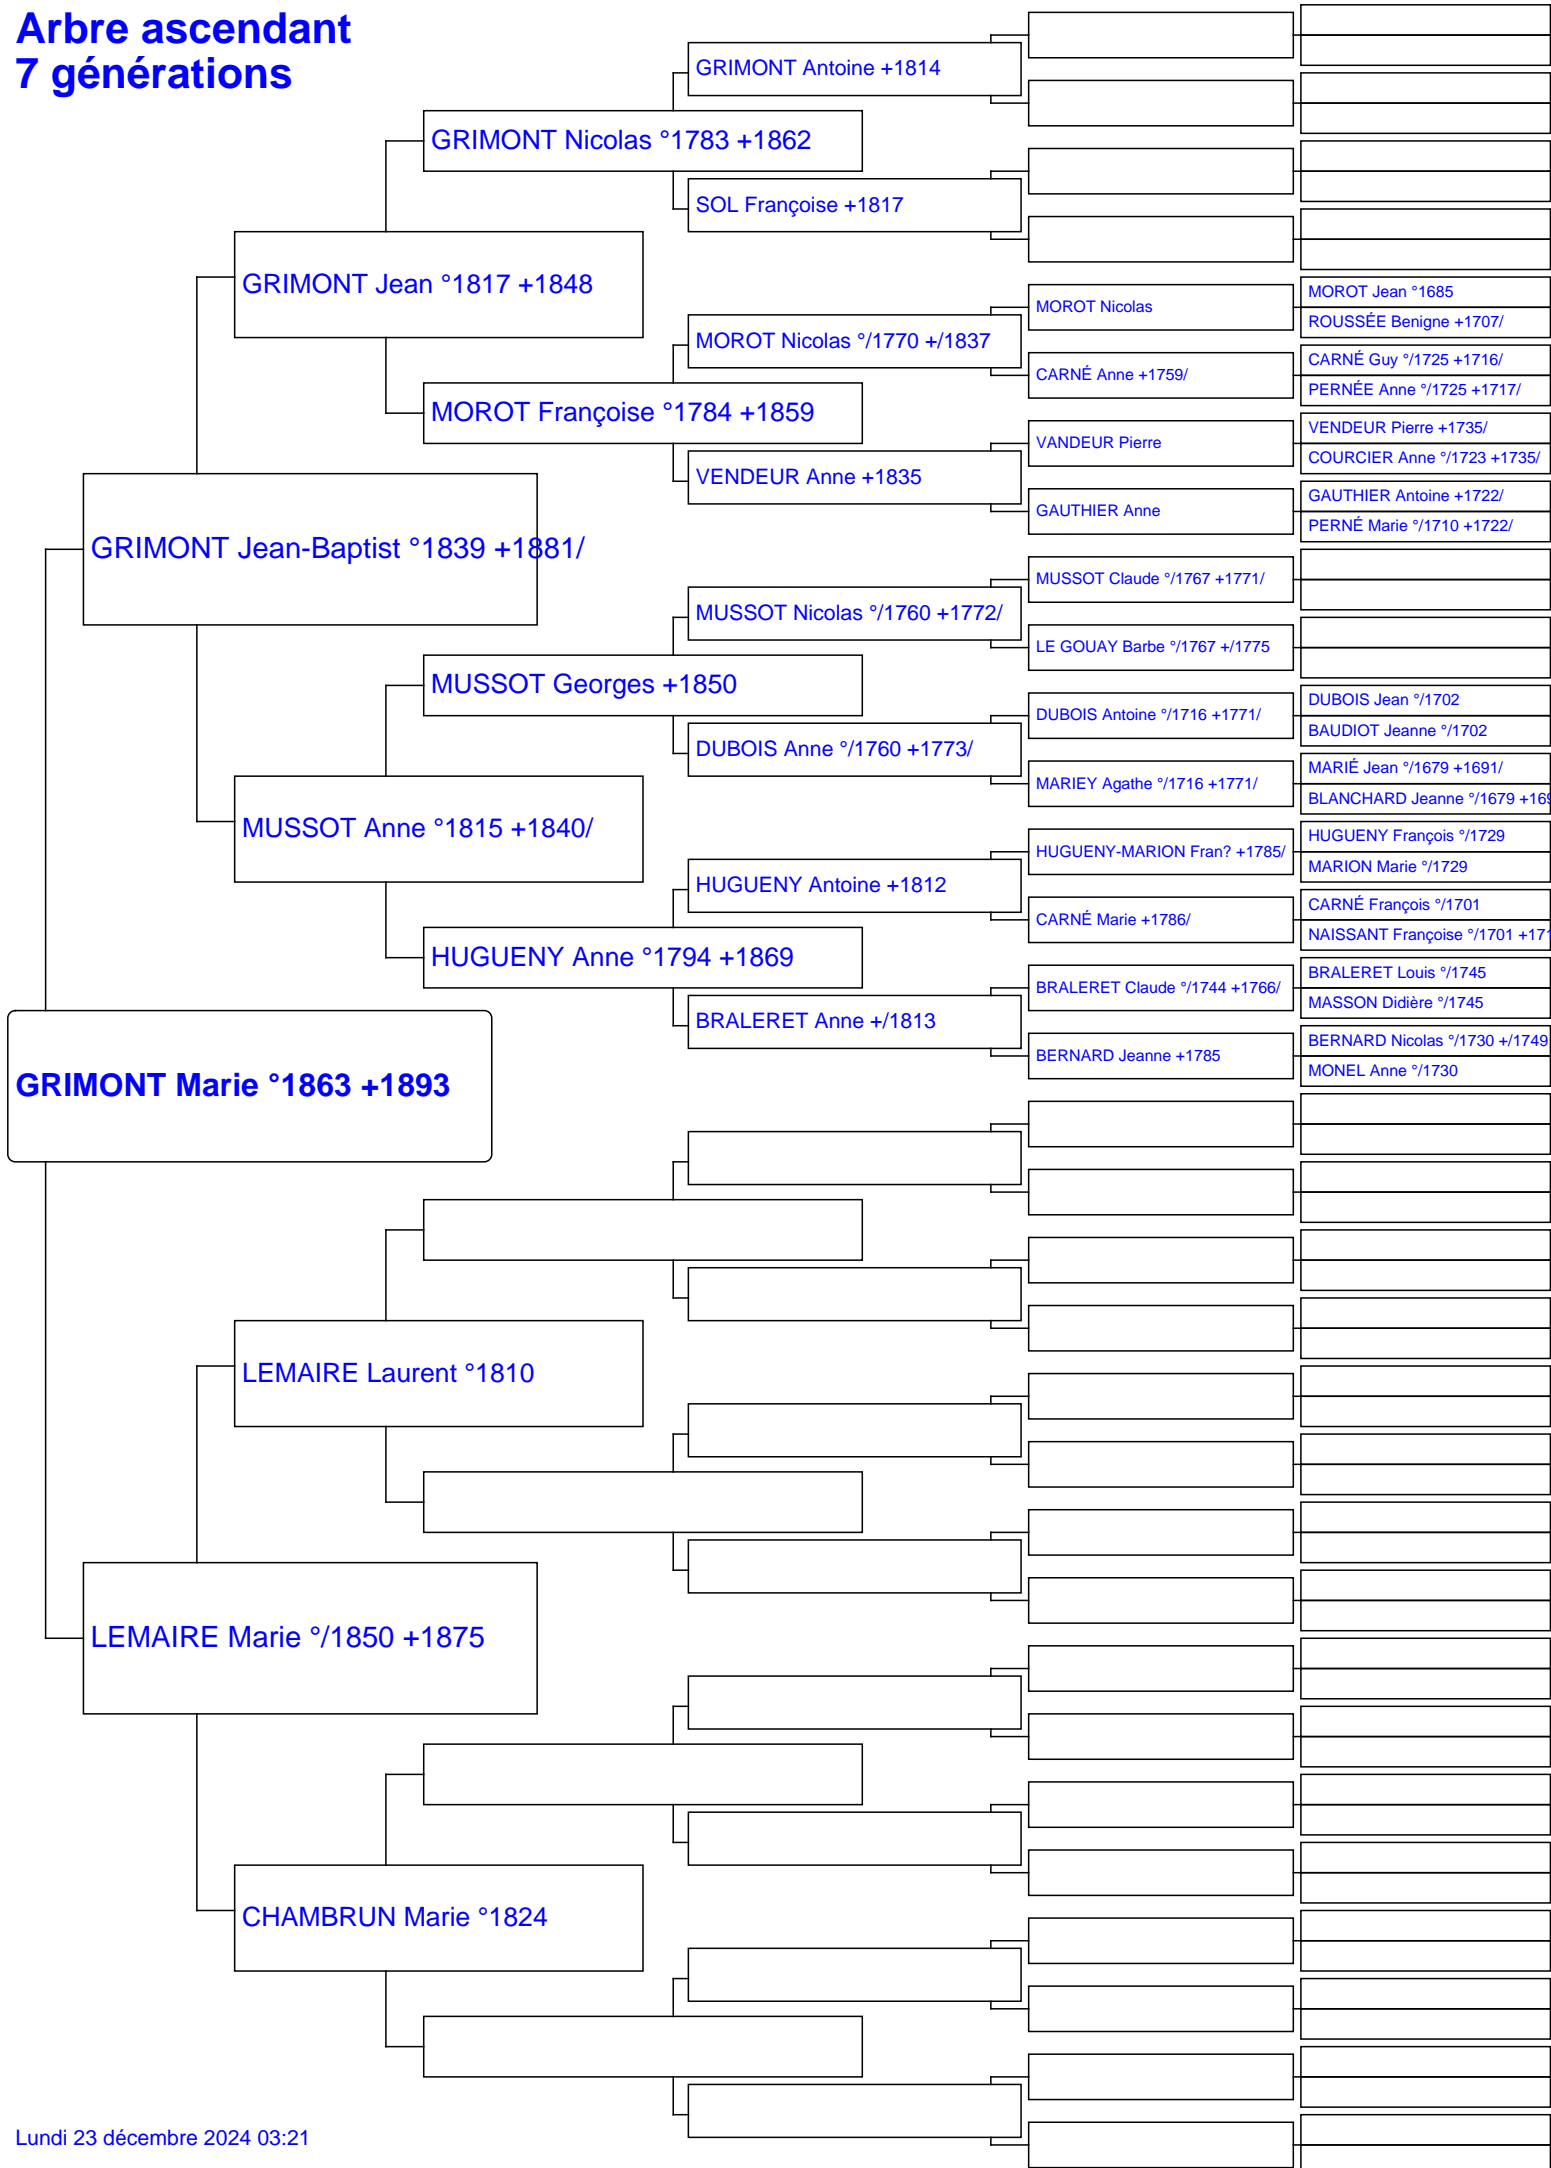 Arbre ascendant
7 générations
GRIMONT Antoine +1814
GRIMONT Nicolas °1783 +1862
SOL Françoise +1817
GRIMONT Jean °1817 +1848
MOROT Jean °1685
MOROT Nicolas
ROUSSÉE Benigne +1707/
MOROT Nicolas °/1770 +/1837
CARNÉ Guy °/1725 +1716/
CARNÉ Anne +1759/
PERNÉE Anne °/1725 +1717/
MOROT Françoise °1784 +1859
VENDEUR Pierre +1735/
VANDEUR Pierre
COURCIER Anne °/1723 +1735/
VENDEUR Anne +1835
GAUTHIER Antoine +1722/
GAUTHIER Anne
PERNÉ Marie °/1710 +1722/
GRIMONT Jean-Baptist °1839 +1881/
MUSSOT Claude °/1767 +1771/
MUSSOT Nicolas °/1760 +1772/
LE GOUAY Barbe °/1767 +/1775
MUSSOT Georges +1850
DUBOIS Jean °/1702
DUBOIS Antoine °/1716 +1771/
BAUDIOT Jeanne °/1702
DUBOIS Anne °/1760 +1773/
MARIÉ Jean °/1679 +1691/
MARIEY Agathe °/1716 +1771/
BLANCHARD Jeanne °/1679 +169
MUSSOT Anne °1815 +1840/
HUGUENY François °/1729
HUGUENY-MARION Fran? +1785/
MARION Marie °/1729
HUGUENY Antoine +1812
CARNÉ François °/1701
CARNÉ Marie +1786/
NAISSANT Françoise °/1701 +171
HUGUENY Anne °1794 +1869
BRALERET Louis °/1745
BRALERET Claude °/1744 +1766/
MASSON Didière °/1745
BRALERET Anne +/1813
BERNARD Nicolas °/1730 +/1749
BERNARD Jeanne +1785
MONEL Anne °/1730
GRIMONT Marie °1863 +1893
LEMAIRE Laurent °1810
LEMAIRE Marie °/1850 +1875
CHAMBRUN Marie °1824
Lundi 23 décembre 2024 03:21